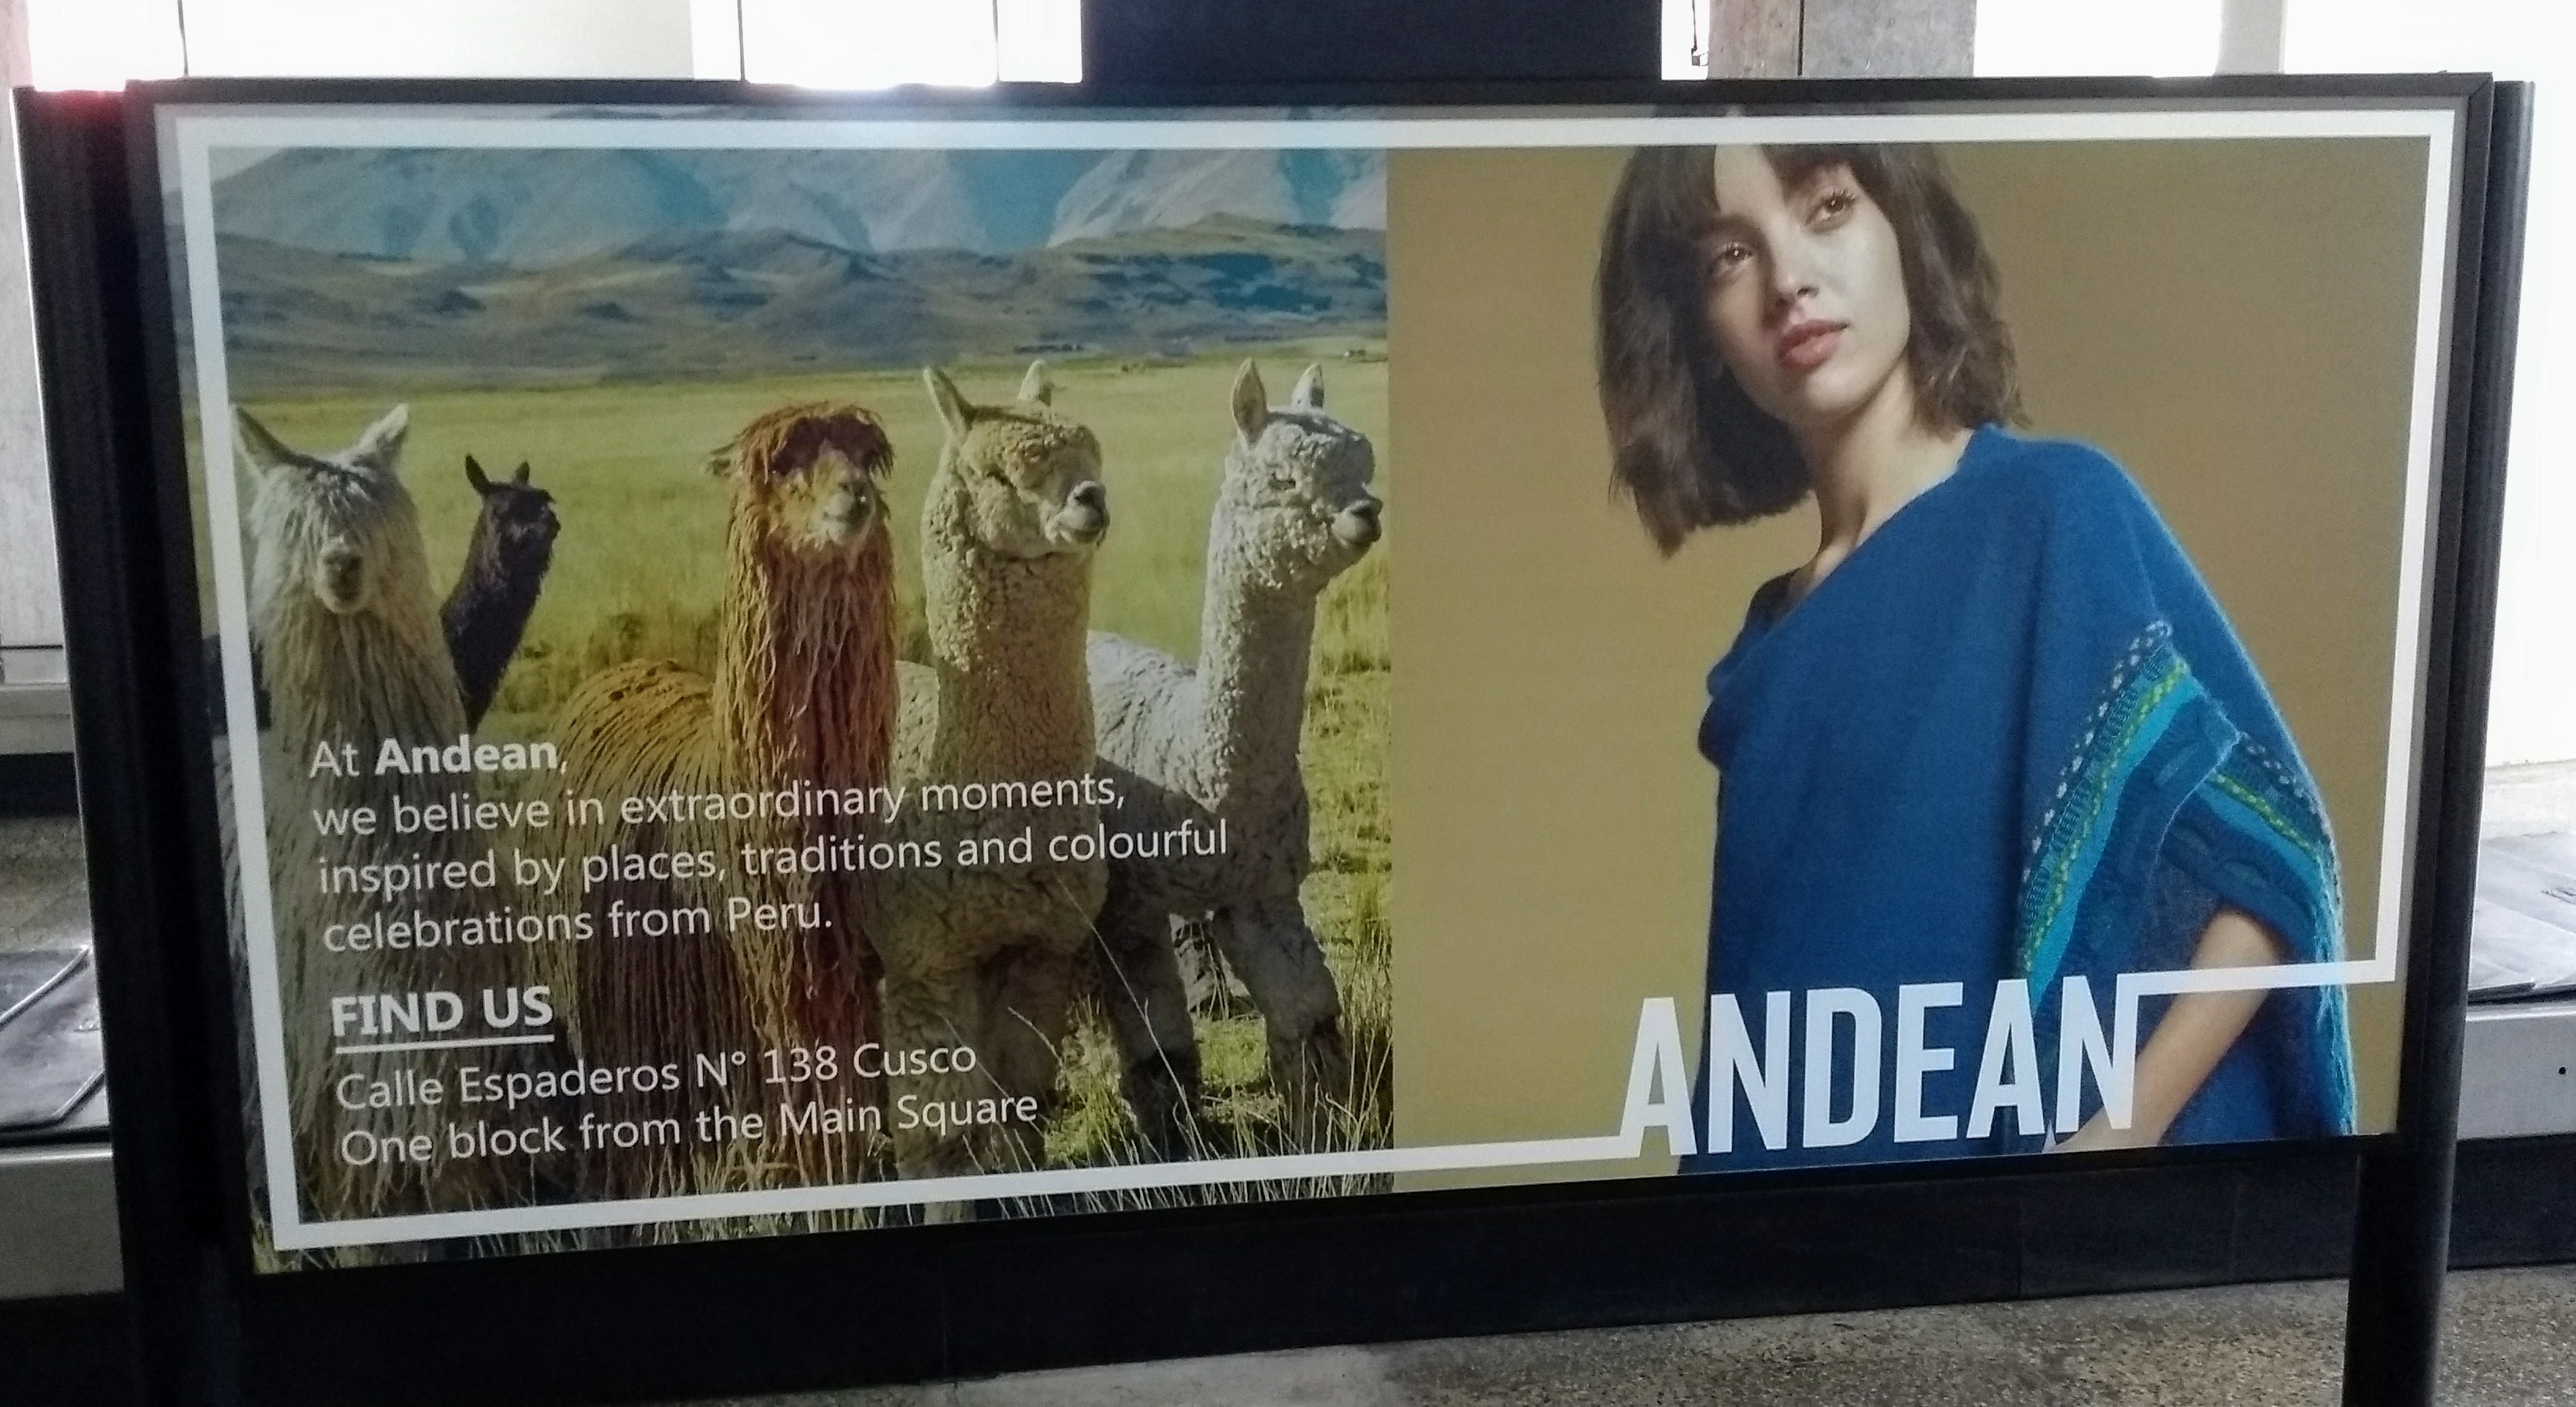 At Andean,
we believe in extraordinary moments,
inspired by places, traditions and colourful
celebrations from Peru.
FIND US
Calle Espaderos N° 138 Cusco
One block from the Main Square
ANDEAN